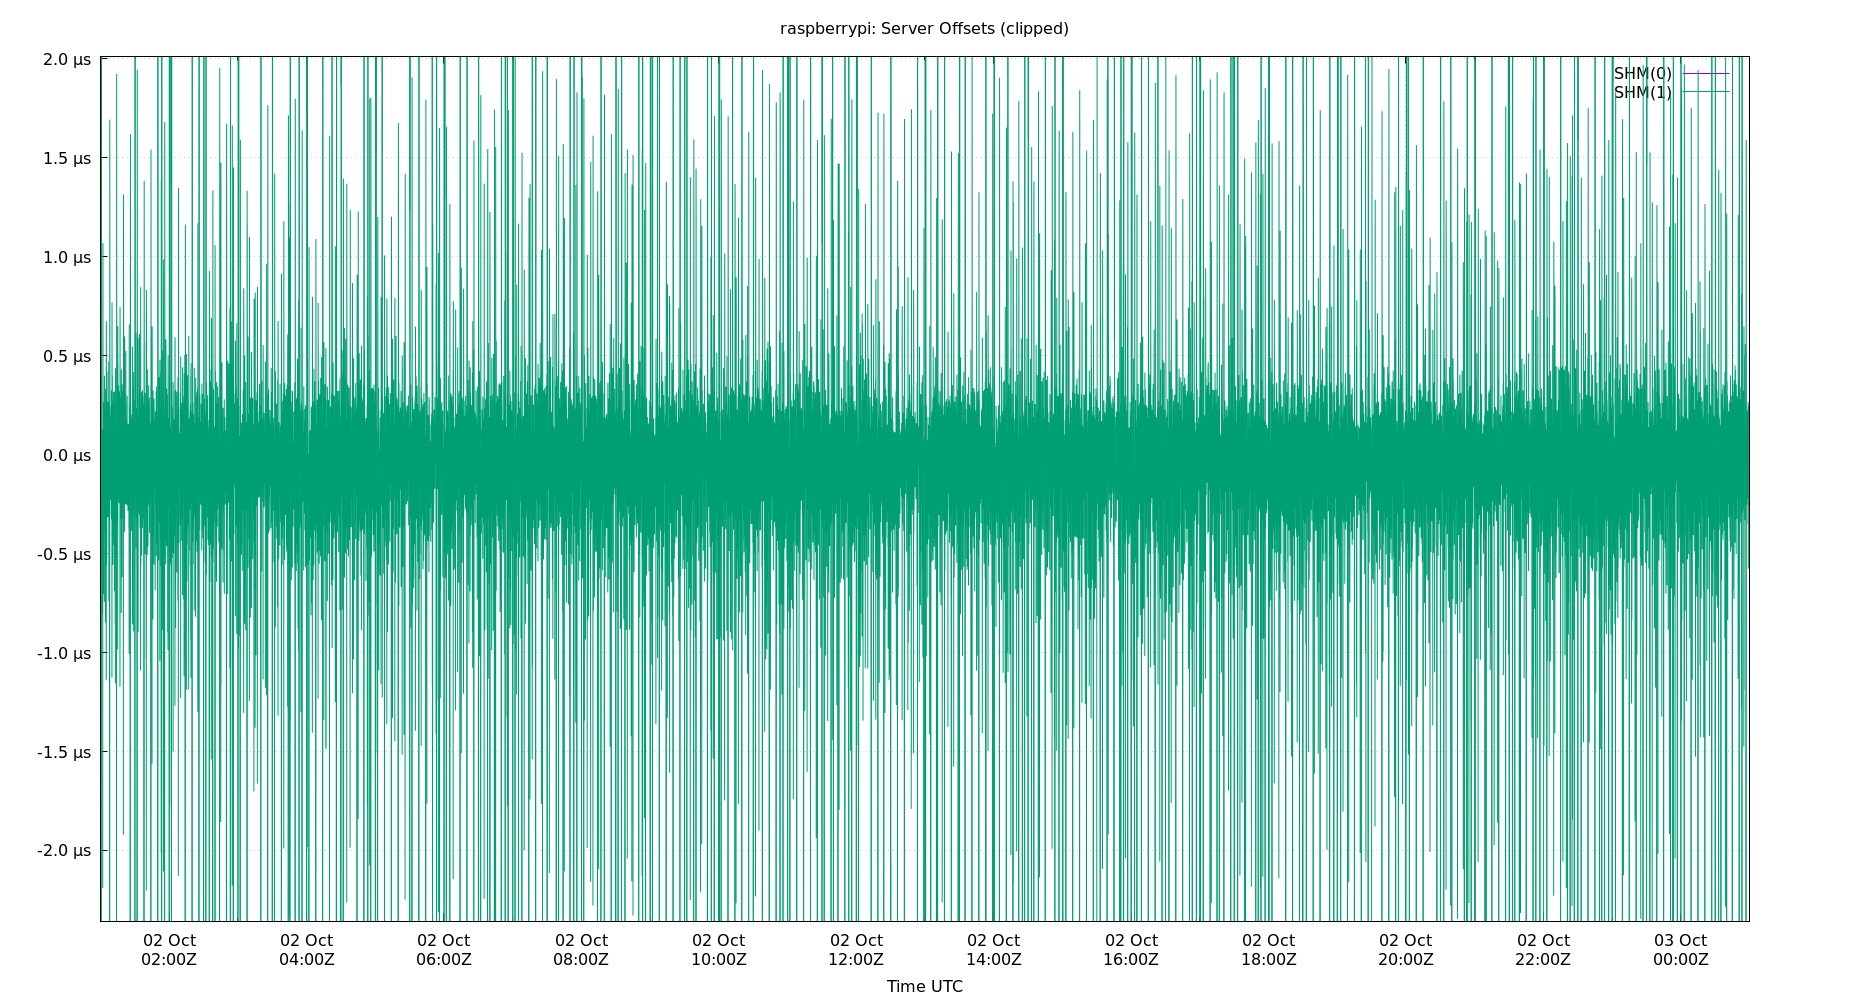 raspberrypi: Server Offsets (clipped)
SHM(0)
SHM(1)
2.0 μs
1.5 μs
1.0 μs
0.5 μs
0.0 μs
-0.5 μs
-1.0 μs
-1.5 μs
-2.0 μs
02 Oct 02 Oct 02 Oct 02 Oct 02 Oct 02 Oct 02 Oct 02 Oct 02 Oct 02 Oct 02 Oct 03 Oct
02:00Z 04:00Z 06:00Z 08:00Z 10:00Z 12:00Z 14:00Z 16:00Z 18:00Z 20:00Z 22:00Z 00:00Z
Time UTC